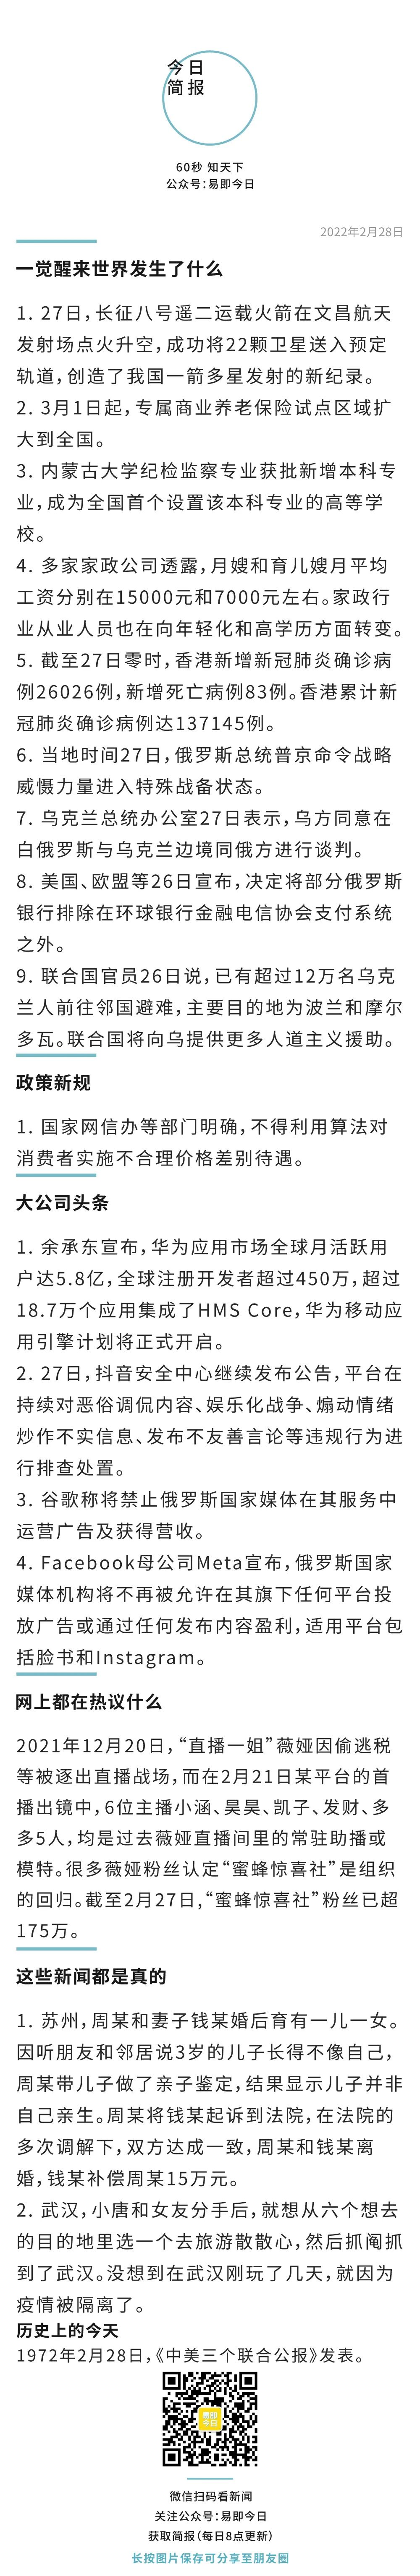 今日
简报
60秒 知天下
公众号：易即今日
2022年2月28日
一觉醒来世界发生了什么
1. 27日，长征八号遥二运载火箭在文昌航天
发射场点火升空，成功将22颗卫星送入预定
轨道，创造了我国一箭多星发射的新纪录。
2. 3月1日起，专属商业养老保险试点区域扩
大到全国。
3. 内蒙古大学纪检监察专业获批新增本科专
业，成为全国首个设置该本科专业的高等学
校。
4. 多家家政公司透露，月嫂和育儿嫂月平均
工资分别在15000元和7000元左右。家政行
业从业人员也在向年轻化和高学历方面转变。
5. 截至27日零时，香港新增新冠肺炎确诊病
例26026例，新增死亡病例83例。香港累计新
冠肺炎确诊病例达137145例。
6. 当地时间27日，俄罗斯总统普京命令战略
威慑力量进入特殊战备状态。
7. 乌克兰总统办公室27日表示，乌方同意在
白俄罗斯与乌克兰边境同俄方进行谈判。
8. 美国、欧盟等26日宣布，决定将部分俄罗斯
银行排除在环球银行金融电信协会支付系统
之外。
9. 联合国官员26日说，已有超过12万名乌克
兰人前往邻国避难，主要目的地为波兰和摩尔
多瓦。联合国将向乌提供更多人道主义援助。
政策新规
1. 国家网信办等部门明确，不得利用算法对
消费者实施不合理价格差别待遇。
大公司头条
1. 余承东宣布，华为应用市场全球月活跃用
户达5.8亿，全球注册开发者超过450万，超过
18.7万个应用集成了HMS Core，华为移动应
用引擎计划将正式开启。
2. 27日，抖音安全中心继续发布公告，平台在
持续对恶俗调侃内容、娱乐化战争、煽动情绪
炒作不实信息、发布不友善言论等违规行为进
行排查处置。
3. 谷歌称将禁止俄罗斯国家媒体在其服务中
运营广告及获得营收。
4. Facebook母公司Meta宣布，俄罗斯国家
媒体机构将不再被允许在其旗下任何平台投
放广告或通过任何发布内容盈利，适用平台包
括脸书和Instagram。
网上都在热议什么
2021年12月20日，“直播一姐”薇娅因偷逃税
等被逐出直播战场，而在2月21日某平台的首
播出镜中，6位主播小涵、昊昊、凯子、发财、多
多5人，均是过去薇娅直播间里的常驻助播或
模特。很多薇娅粉丝认定“蜜蜂惊喜社”是组织
的回归。截至2月27日，“蜜蜂惊喜社”粉丝已超
175万。
这些新闻都是真的
1. 苏州，周某和妻子钱某婚后育有一儿一女。
因听朋友和邻居说3岁的儿子长得不像自己，
周某带儿子做了亲子鉴定，结果显示儿子并非
自己亲生。周某将钱某起诉到法院，在法院的
多次调解下，双方达成一致，周某和钱某离
婚，钱某补偿周某15万元。
2. 武汉，小唐和女友分手后，就想从六个想去
的目的地里选一个去旅游散散心，然后抓阄抓
到了武汉。没想到在武汉刚玩了几天，就因为
疫情被隔离了。
历史上的今天
1972年2月28日，《中美三个联合公报》发表。
易即
今日
微信扫码看新闻
关注公众号：易即今日
获取简报（每日8点更新）
长按图片保存可分享至朋友圈